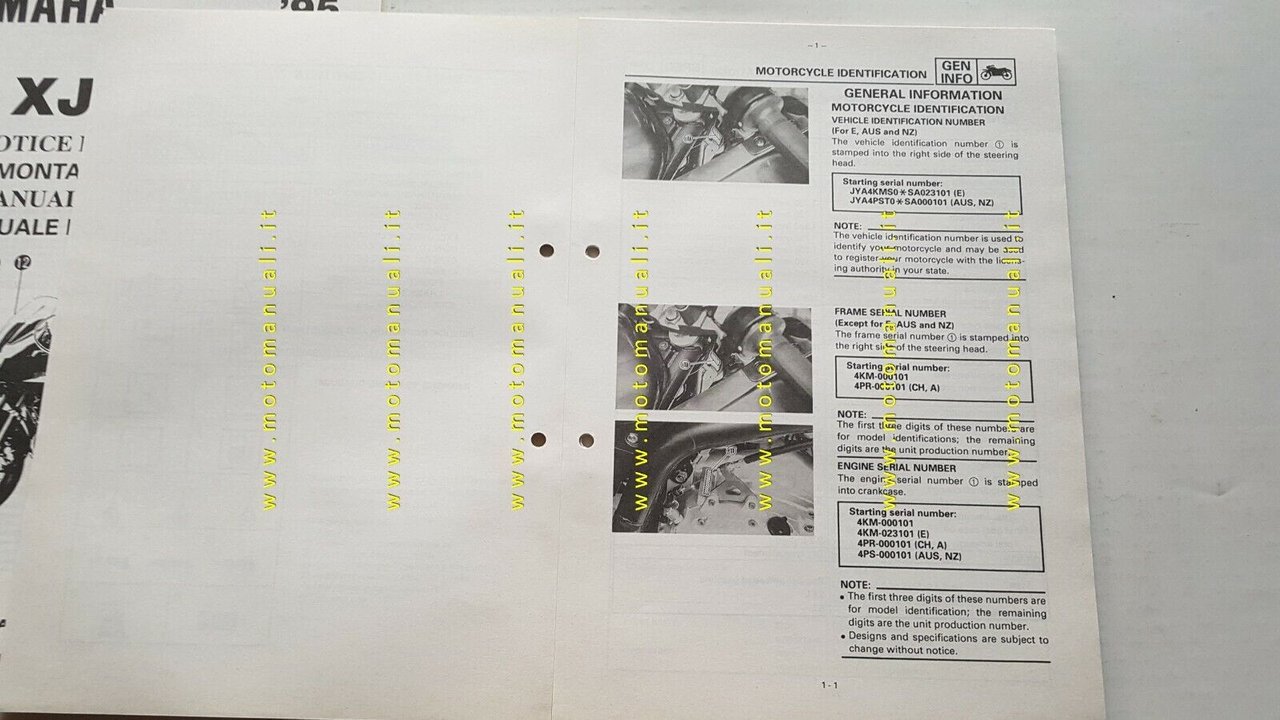 YAMAHA
'95
XJ
OTICE
MONTA
ANUAL
UALE
12
– 1 –
MOTORCYCLE IDENTIFICATION
GEN
INFO
GENERAL INFORMATION
MOTORCYCLE IDENTIFICATION
VEHICLE IDENTIFICATION NUMBER
(For E, AUS and NZ)
The vehicle identification number ① is
stamped into the right side of the steering
head.
Starting serial number:
JYA4KMS0＊SA023101 (E)
JYA4PST0＊SA000101 (AUS, NZ)
NOTE:
The vehicle identification number is used to
identify your motorcycle and may be used
to register your motorcycle with the licens-
ing authority in your state.
FRAME SERIAL NUMBER
(Except for E, AUS and NZ)
The frame serial number ① is stamped into
the right side of the steering head.
Starting serial number:
4KM-000101
4PR-000101 (CH, A)
NOTE:
The first three digits of these numbers are
for model identifications; the remaining
digits are the unit production number.
ENGINE SERIAL NUMBER
The engine serial number ① is stamped
into crankcase.
Starting serial number:
4KM-000101
4KM-023101 (E)
4PR-000101 (CH, A)
4PS-000101 (AUS, NZ)
NOTE:
• The first three digits of these numbers are
for model identification; the remaining
digits are the unit production number.
• Designs and specifications are subject to
change without notice.
1-1
www.motomanuali.it
www.motomanuali.it
www.motomanuali.it
www.motomanuali.it
www.motomanuali.it
www.motomanuali.it
www.motomanuali.it